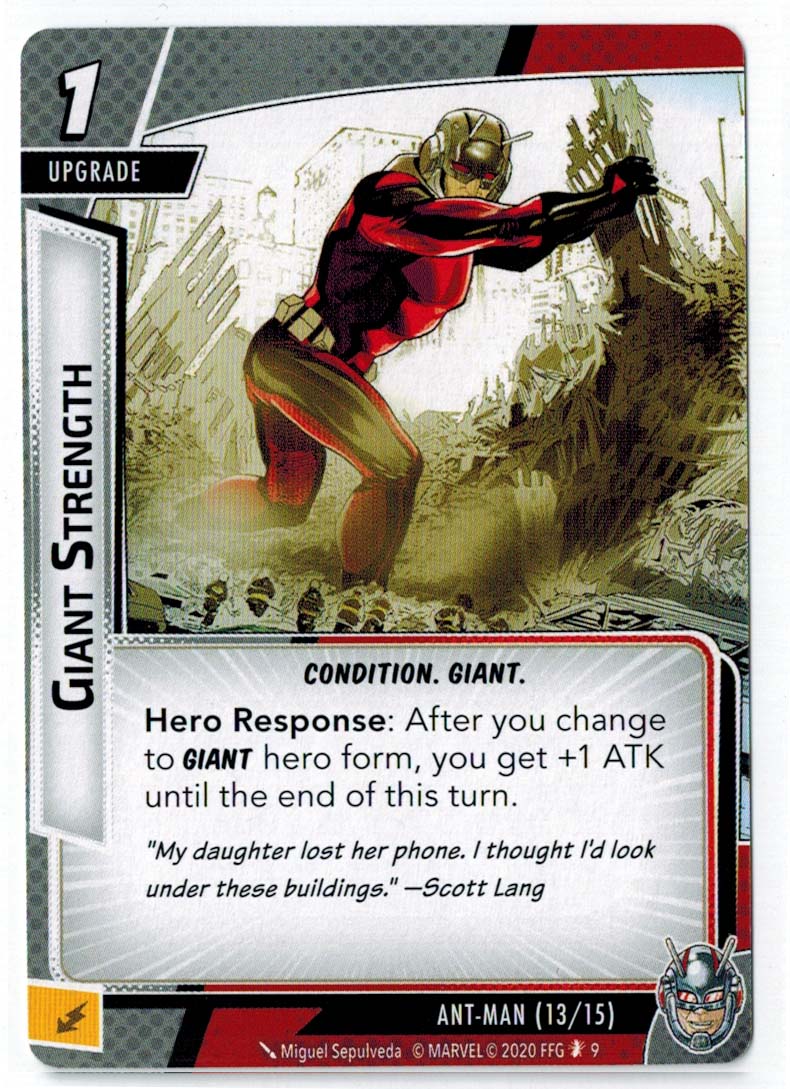 1
UPGRADE
GIANT STRENGTH
CONDITION. GIANT.
Hero Response: After you change
to GIANT hero form, you get +1 ATK
until the end of this turn.
"My daughter lost her phone. I thought I'd look
under these buildings." —Scott Lang
ANT-MAN (13/15)
Miguel Sepulveda © MARVEL © 2020 FFG 9